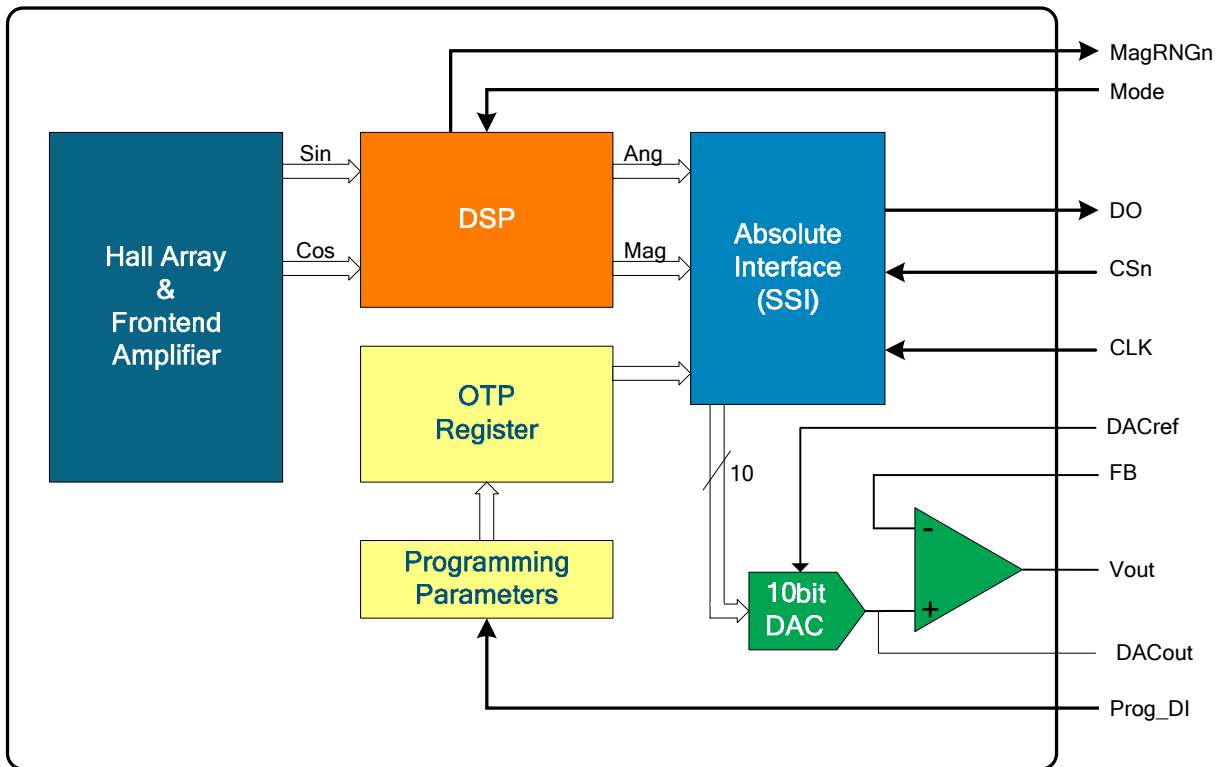 MagRNGn
Mode
Sin
Ang
DSP
DO
Hall Array
&
Frontend
Amplifier
Cos
Mag
Absolute
Interface
(SSI)
CSn
CLK
OTP
Register
DACref
10
FB
-
Programming
Parameters
10bit
DAC
+
Vout
DACout
Prog_DI